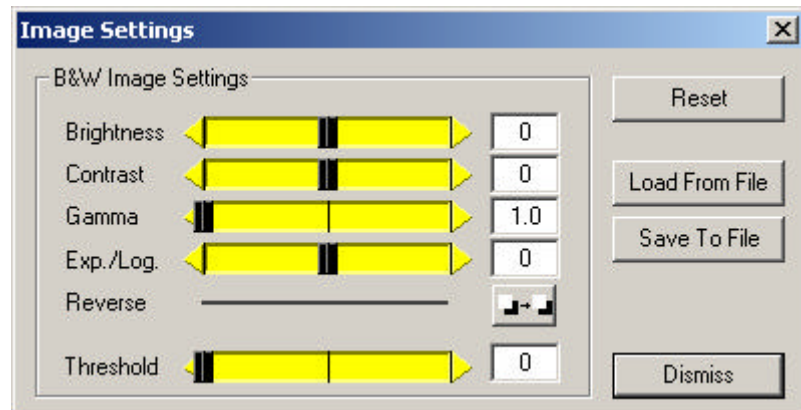 Image Settings
B&W Image Settings
Brightness 0
Contrast 0
Gamma 1.0
Exp./Log. 0
Reverse
Threshold 0
Reset
Load From File
Save To File
Dismiss